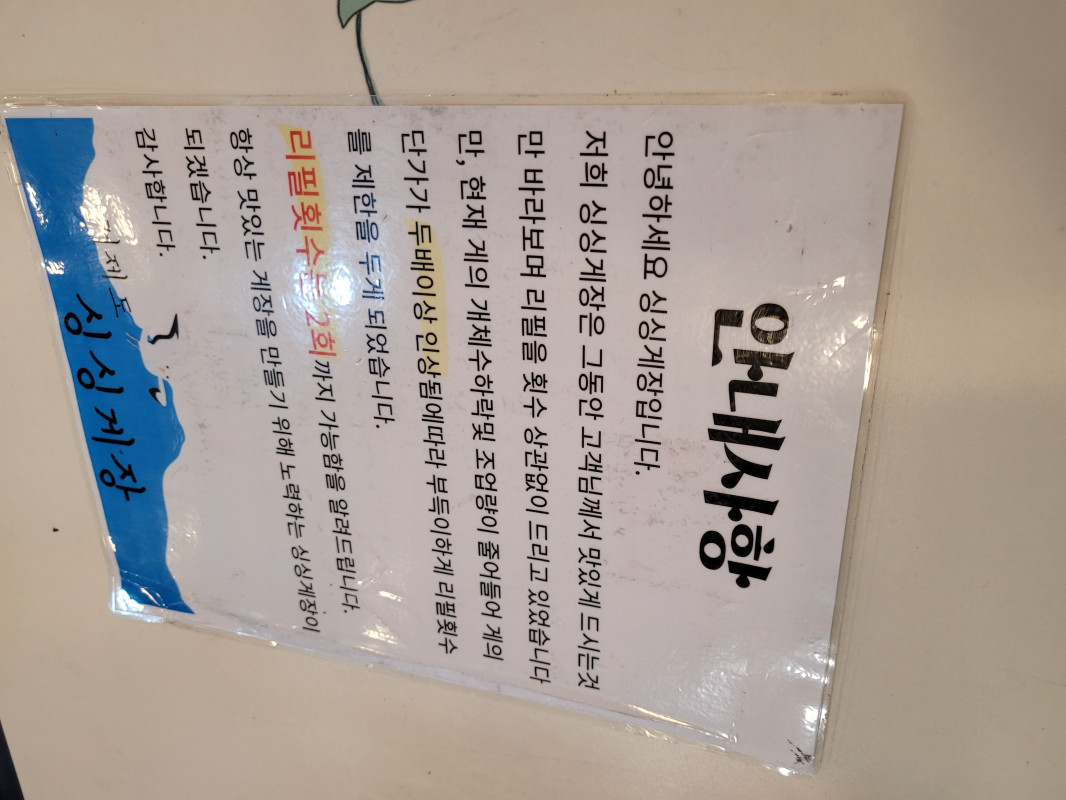 안내사항
안녕하세요 싱싱게장입니다.
저희 싱싱게장은 그동안 고객님께서 맛있게 드시는것
만 바라보며 리필을 횟수 상관없이 드리고 있었습니다
만, 현재 게의 개체수하락및 조업량이 줄어들어 게의
단가가 두배이상 인상됨에따라 부득이하게 리필횟수
를 제한을 두게 되었습니다.
리필횟수는 2회까지 가능함을 알려드립니다.
항상 맛있는 게장을 만들기 위해 노력하는 싱싱게장이
되겠습니다.
감사합니다.
거제도
싱싱게장